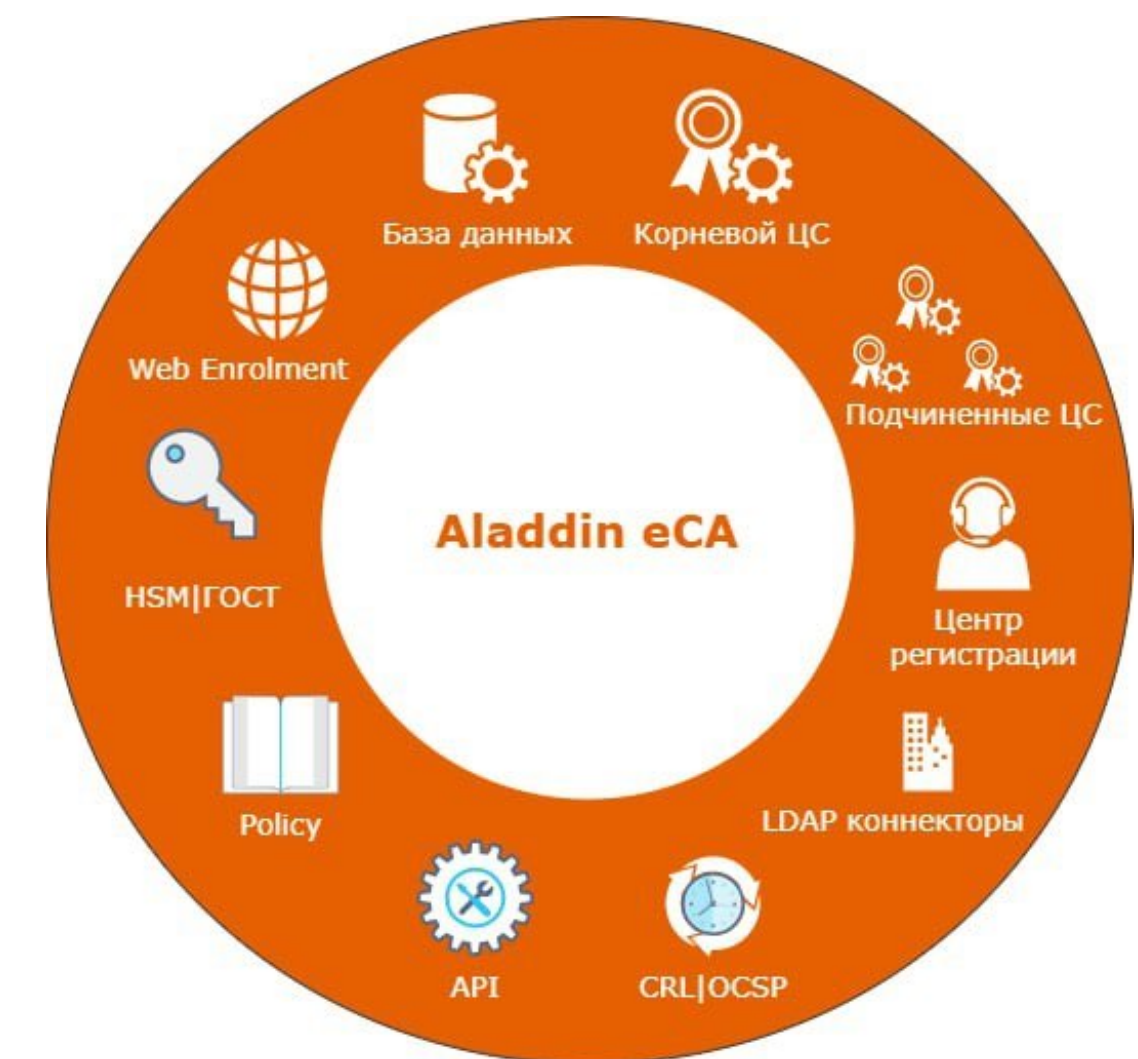 База данных
Корневой ЦС
Web Enrolment
Подчиненные ЦС
Aladdin eCA
HSM|ГОСТ
Центр
регистрации
Policy
LDAP коннекторы
API
CRL|OCSP